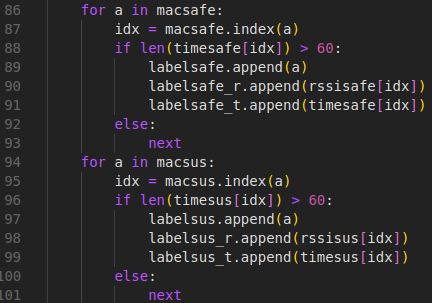 86 for a in macsafe:
87 idx = macsafe.index(a)
88 if len(timesafe[idx]) > 60:
89 labelsafe.append(a)
90 labelsafe_r.append(rssisafe[idx])
91 labelsafe_t.append(timesafe[idx])
92 else:
93 next
94 for a in macsus:
95 idx = macsus.index(a)
96 if len(timesus[idx]) > 60:
97 labelsus.append(a)
98 labelsus_r.append(rssisus[idx])
99 labelsus_t.append(timesus[idx])
100 else:
101 next